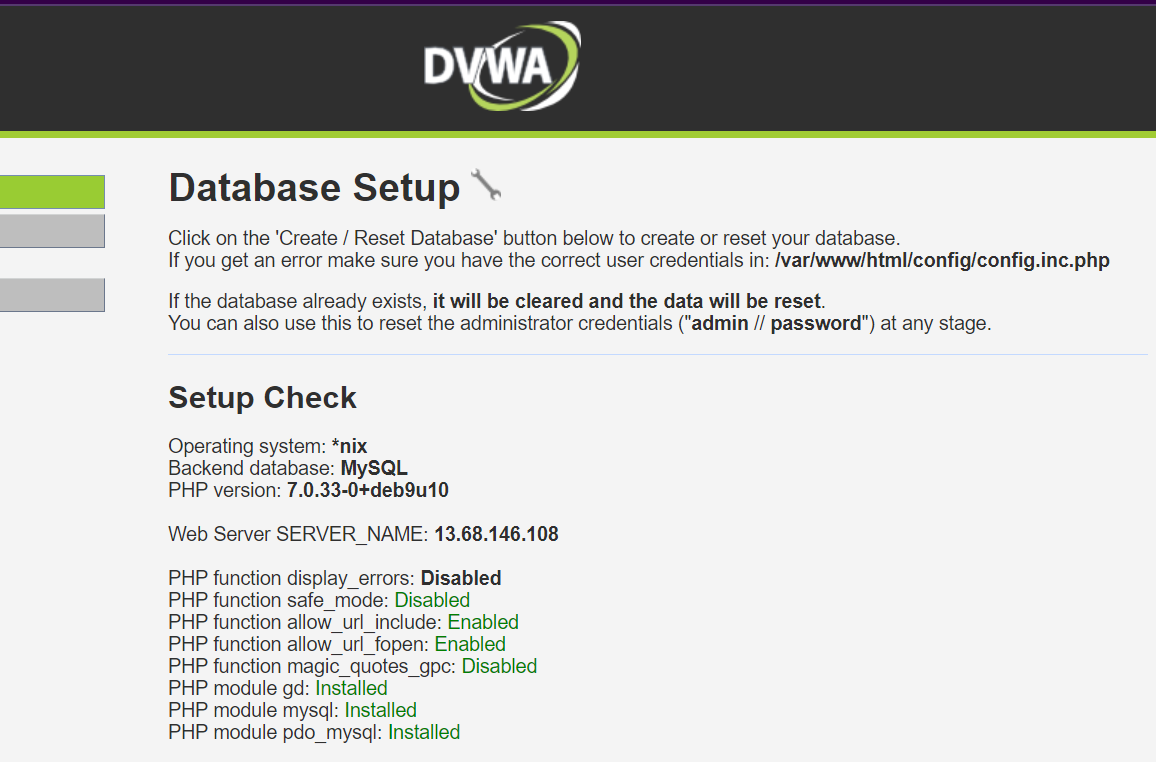 DVWA
Database Setup
Click on the 'Create / Reset Database' button below to create or reset your database.
If you get an error make sure you have the correct user credentials in: /var/www/html/config/config.inc.php
If the database already exists, it will be cleared and the data will be reset.
You can also use this to reset the administrator credentials ("admin // password") at any stage.
Setup Check
Operating system: *nix
Backend database: MySQL
PHP version: 7.0.33-0+deb9u10
Web Server SERVER_NAME: 13.68.146.108
PHP function display_errors: Disabled
PHP function safe_mode: Disabled
PHP function allow_url_include: Enabled
PHP function allow_url_fopen: Enabled
PHP function magic_quotes_gpc: Disabled
PHP module gd: Installed
PHP module mysql: Installed
PHP module pdo_mysql: Installed